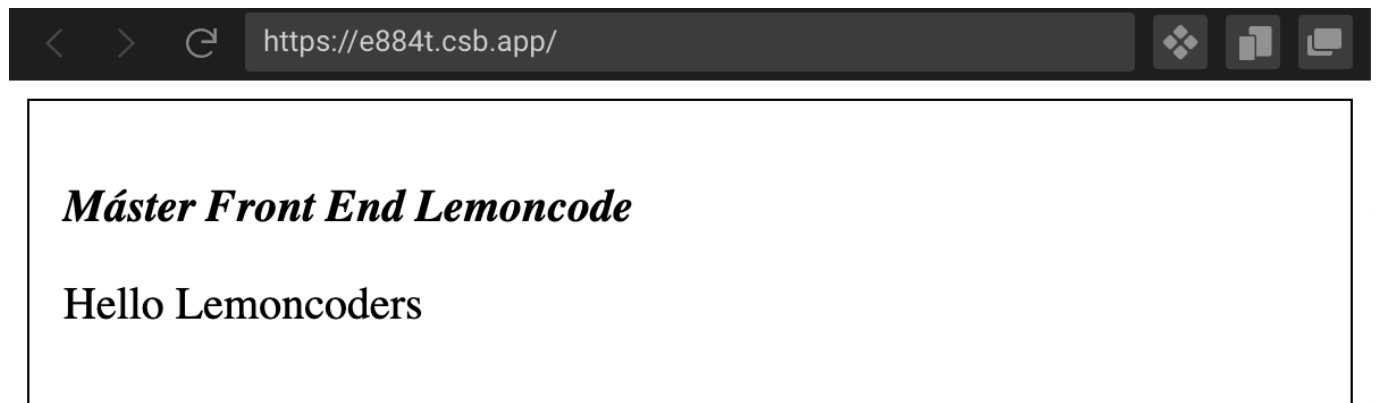 https://e884t.csb.app/
Máster Front End Lemoncode
Hello Lemoncoders